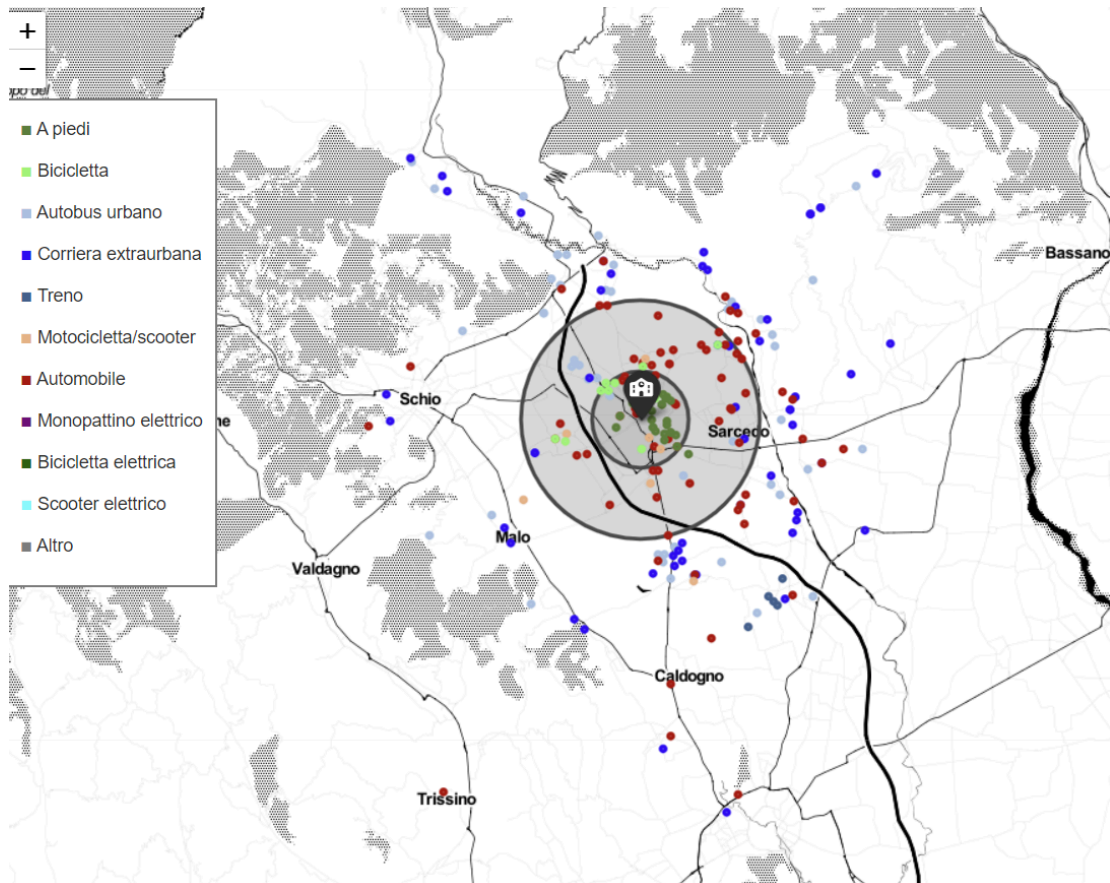 +
−
A piedi
Bicicletta
Autobus urbano
Corriera extraurbana
Treno
Motocicletta/scooter
Automobile
Monopattino elettrico
Bicicletta elettrica
Scooter elettrico
Altro
Bassano
Schio
Sarcedo
Malo
Valdagno
Caldogno
Trissino